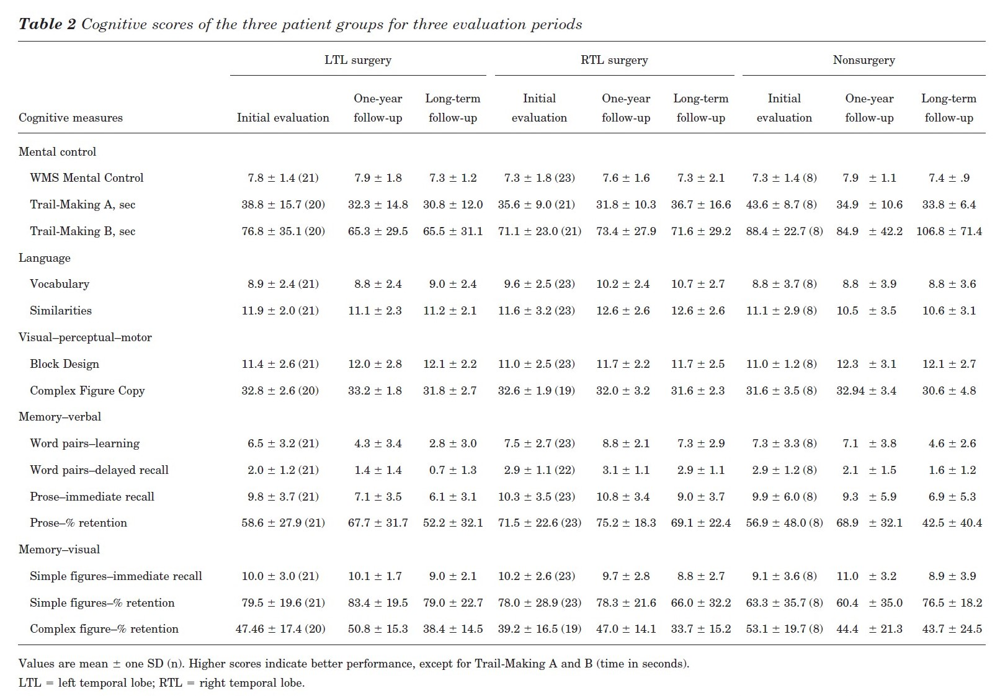 Table 2 Cognitive scores of the three patient groups for three evaluation periods
LTL surgery RTL surgery Nonsurgery
One-year Long-term Initial One-year Long-term Initial One-year Long-term
Cognitive measures Initial evaluation follow-up follow-up evaluation follow-up follow-up evaluation follow-up follow-up
Mental control
WMS Mental Control 7.8 ± 1.4 (21) 7.9 ± 1.8 7.3 ± 1.2 7.3 ± 1.8 (23) 7.6 ± 1.6 7.3 ± 2.1 7.3 ± 1.4 (8) 7.9 ± 1.1 7.4 ± .9
Trail-Making A, sec 38.8 ± 15.7 (20) 32.3 ± 14.8 30.8 ± 12.0 35.6 ± 9.0 (21) 31.8 ± 10.3 36.7 ± 16.6 43.6 ± 8.7 (8) 34.9 ± 10.6 33.8 ± 6.4
Trail-Making B, sec 76.8 ± 35.1 (20) 65.3 ± 29.5 65.5 ± 31.1 71.1 ± 23.0 (21) 73.4 ± 27.9 71.6 ± 29.2 88.4 ± 22.7 (8) 84.9 ± 42.2 106.8 ± 71.4
Language
Vocabulary 8.9 ± 2.4 (21) 8.8 ± 2.4 9.0 ± 2.4 9.6 ± 2.5 (23) 10.2 ± 2.4 10.7 ± 2.7 8.8 ± 3.7 (8) 8.8 ± 3.9 8.8 ± 3.6
Similarities 11.9 ± 2.0 (21) 11.1 ± 2.3 11.2 ± 2.1 11.6 ± 3.2 (23) 12.6 ± 2.6 12.6 ± 2.6 11.1 ± 2.9 (8) 10.5 ± 3.5 10.6 ± 3.1
Visual–perceptual–motor
Block Design 11.4 ± 2.6 (21) 12.0 ± 2.8 12.1 ± 2.2 11.0 ± 2.5 (23) 11.7 ± 2.2 11.7 ± 2.5 11.0 ± 1.2 (8) 12.3 ± 3.1 12.1 ± 2.7
Complex Figure Copy 32.8 ± 2.6 (20) 33.2 ± 1.8 31.8 ± 2.7 32.6 ± 1.9 (19) 32.0 ± 3.2 31.6 ± 2.3 31.6 ± 3.5 (8) 32.94 ± 3.4 30.6 ± 4.8
Memory–verbal
Word pairs–learning 6.5 ± 3.2 (21) 4.3 ± 3.4 2.8 ± 3.0 7.5 ± 2.7 (23) 8.8 ± 2.1 7.3 ± 2.9 7.3 ± 3.3 (8) 7.1 ± 3.8 4.6 ± 2.6
Word pairs–delayed recall 2.0 ± 1.2 (21) 1.4 ± 1.4 0.7 ± 1.3 2.9 ± 1.1 (22) 3.1 ± 1.1 2.9 ± 1.1 2.9 ± 1.2 (8) 2.1 ± 1.5 1.6 ± 1.2
Prose–immediate recall 9.8 ± 3.7 (21) 7.1 ± 3.5 6.1 ± 3.1 10.3 ± 3.5 (23) 10.8 ± 3.4 9.0 ± 3.7 9.9 ± 6.0 (8) 9.3 ± 5.9 6.9 ± 5.3
Prose–% retention 58.6 ± 27.9 (21) 67.7 ± 31.7 52.2 ± 32.1 71.5 ± 22.6 (23) 75.2 ± 18.3 69.1 ± 22.4 56.9 ± 48.0 (8) 68.9 ± 32.1 42.5 ± 40.4
Memory–visual
Simple figures–immediate recall 10.0 ± 3.0 (21) 10.1 ± 1.7 9.0 ± 2.1 10.2 ± 2.6 (23) 9.7 ± 2.8 8.8 ± 2.7 9.1 ± 3.6 (8) 11.0 ± 3.2 8.9 ± 3.9
Simple figures–% retention 79.5 ± 19.6 (21) 83.4 ± 19.5 79.0 ± 22.7 78.0 ± 28.9 (23) 78.3 ± 21.6 66.0 ± 32.2 63.3 ± 35.7 (8) 60.4 ± 35.0 76.5 ± 18.2
Complex figure–% retention 47.46 ± 17.4 (20) 50.8 ± 15.3 38.4 ± 14.5 39.2 ± 16.5 (19) 47.0 ± 14.1 33.7 ± 15.2 53.1 ± 19.7 (8) 44.4 ± 21.3 43.7 ± 24.5
Values are mean ± one SD (n). Higher scores indicate better performance, except for Trail-Making A and B (time in seconds).
LTL = left temporal lobe; RTL = right temporal lobe.